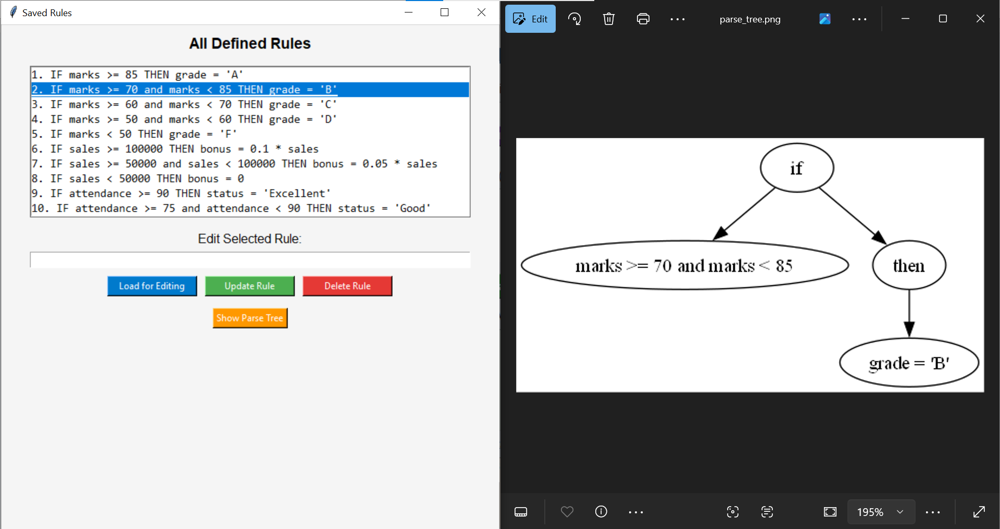 Saved Rules
All Defined Rules
1. IF marks >= 85 THEN grade = 'A'
2. IF marks >= 70 and marks < 85 THEN grade = 'B'
3. IF marks >= 60 and marks < 70 THEN grade = 'C'
4. IF marks >= 50 and marks < 60 THEN grade = 'D'
5. IF marks < 50 THEN grade = 'F'
6. IF sales >= 100000 THEN bonus = 0.1 * sales
7. IF sales >= 50000 and sales < 100000 THEN bonus = 0.05 * sales
8. IF sales < 50000 THEN bonus = 0
9. IF attendance >= 90 THEN status = 'Excellent'
10. IF attendance >= 75 and attendance < 90 THEN status = 'Good'
Edit Selected Rule:
Load for Editing
Update Rule
Delete Rule
Show Parse Tree
Edit
parse_tree.png
if
marks >= 70 and marks < 85
then
grade = 'B'
195%